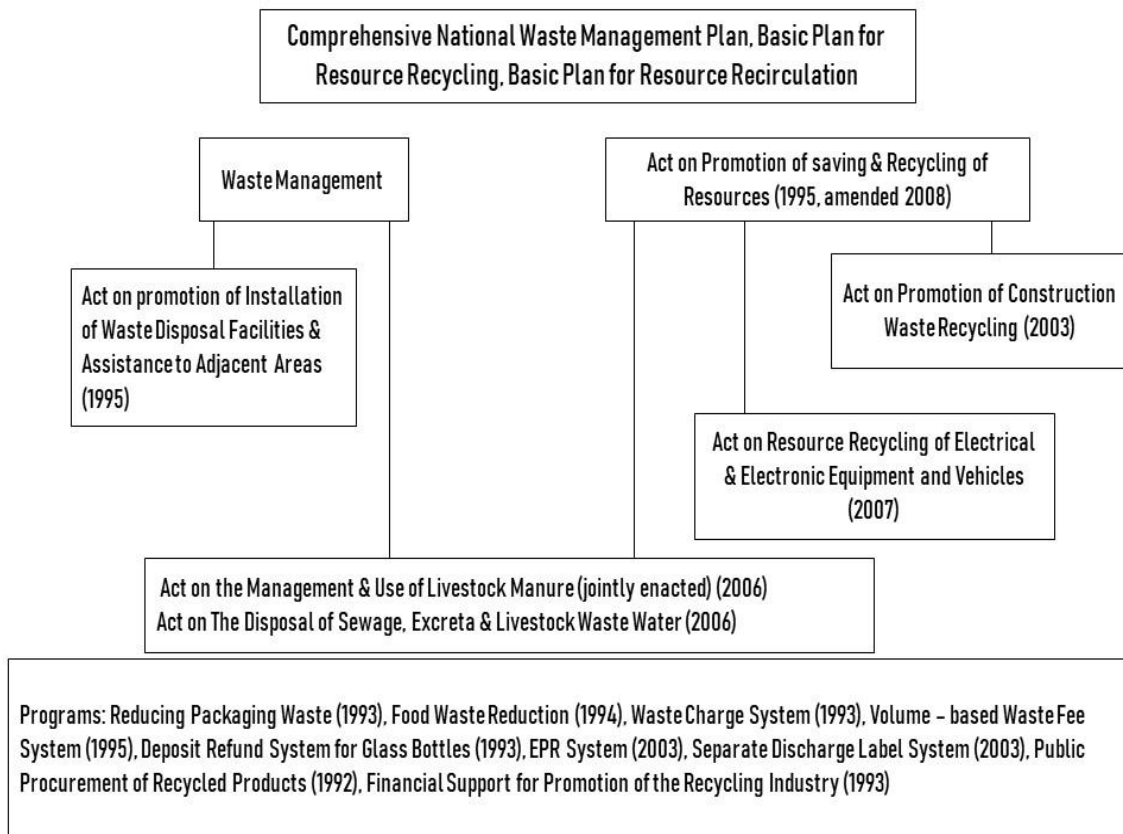 Comprehensive National Waste Management Plan, Basic Plan for
Resource Recycling, Basic Plan for Resource Recirculation
Waste Management
Act on Promotion of saving & Recycling of
Resources (1995, amended 2008)
Act on promotion of Installation
of Waste Disposal Facilities &
Assistance to Adjacent Areas
(1995)
Act on Promotion of Construction
Waste Recycling (2003)
Act on Resource Recycling of Electrical
& Electronic Equipment and Vehicles
(2007)
Act on the Management & Use of Livestock Manure (jointly enacted) (2006)
Act on The Disposal of Sewage, Excreta & Livestock Waste Water (2006)
Programs: Reducing Packaging Waste (1993), Food Waste Reduction (1994), Waste Charge System (1993), Volume – based Waste Fee
System (1995), Deposit Refund System for Glass Bottles (1993), EPR System (2003), Separate Discharge Label System (2003), Public
Procurement of Recycled Products (1992), Financial Support for Promotion of the Recycling Industry (1993)